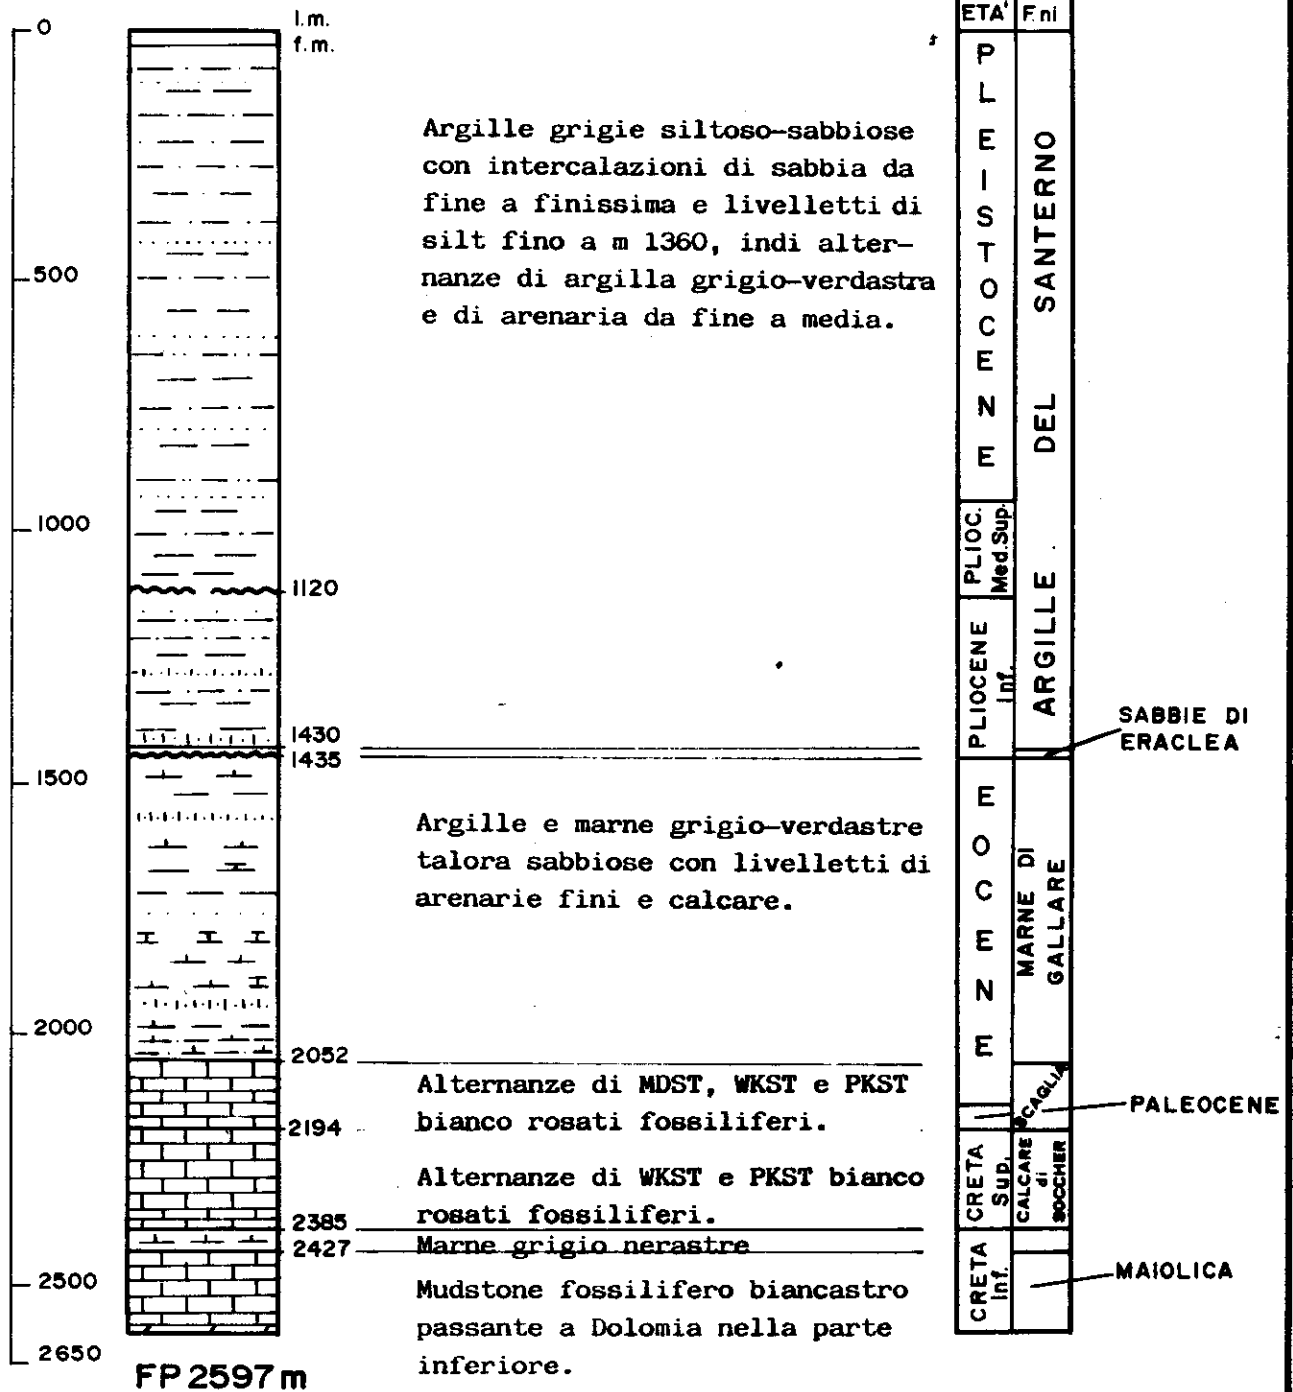 0
l.m.
f.m.
ETA' F.ni
Argille grigie siltoso-sabbiose
con intercalazioni di sabbia da
fine a finissima e livelletti di
silt fino a m 1360, indi alter-
nanze di argilla grigio-verdastra
e di arenaria da fine a media.
500
1000
1120
1430
1435
1500
Argille e marne grigio-verdastre
talora sabbiose con livelletti di
arenarie fini e calcare.
2000
2052
Alternanze di MDST, WKST e PKST
bianco rosati fossiliferi.
2194
Alternanze di WKST e PKST bianco
rosati fossiliferi.
2385
2427
Marne grigio nerastre
2500
Mudstone fossilifero biancastro
passante a Dolomia nella parte
inferiore.
2650
FP 2597 m
PLEISTOCENE
PLIOC.
Med.Sup.
PLIOCENE
Inf.
EOCENE
CRETA
Sup.
CRETA
Inf.
ARGILLE DEL SANTERNO
SABBIE DI
ERACLEA
MARNE DI
GALLARE
SCAGLIA
PALEOCENE
CALCARE
di
SOCCHER
MAIOLICA